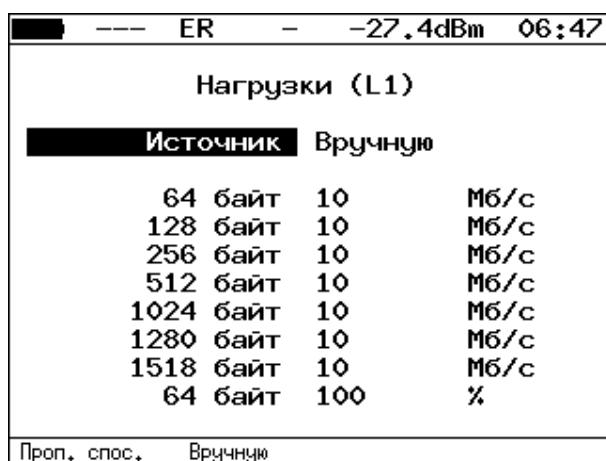 --- ER - -27.4dBm 06:47
Нагрузки (L1)
Источник Вручную
64 байт 10 Мб/с
128 байт 10 Мб/с
256 байт 10 Мб/с
512 байт 10 Мб/с
1024 байт 10 Мб/с
1280 байт 10 Мб/с
1518 байт 10 Мб/с
64 байт 100 %
Проп. спос. Вручную